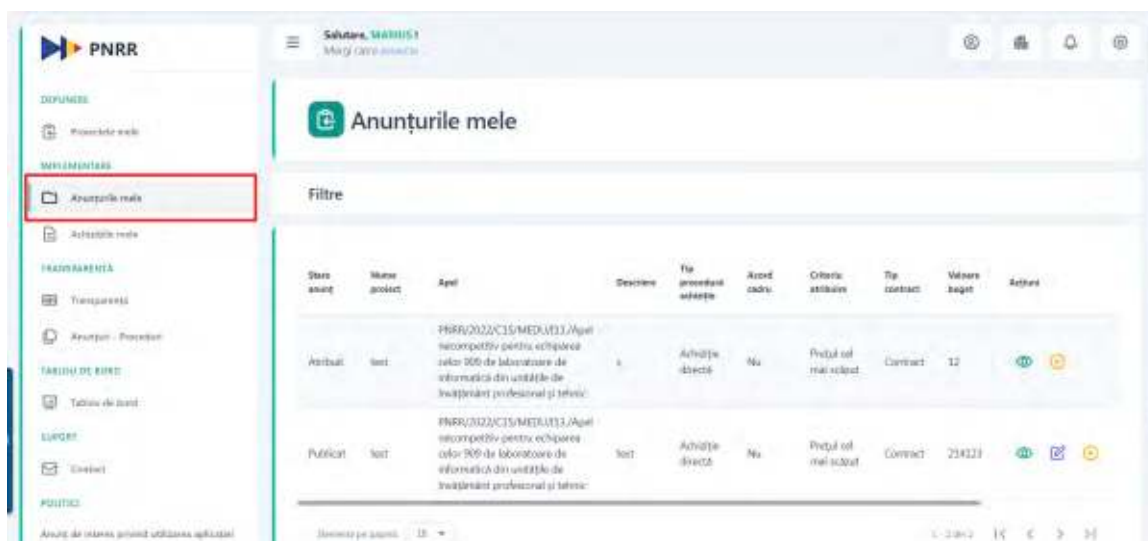 PNRR
Salutare, MARIUS!
Mergi către
DEPUNERE
Proiectele mele
IMPLEMENTARE
Anunțurile mele
Achizițiile mele
TRANSPARENȚĂ
Transparență
Anunțuri - Proceduri
TABLOU DE BORD
Tablou de bord
SUPORT
Contact
POLITICI
Anunț de interes privind utilizarea aplicației
Anunțurile mele
Filtre
Stare anunț
Nume proiect
Apel
Descriere
Tip procedură achiziție
Acord cadru
Criteriu atribuire
Tip contract
Valoare buget
Acțiuni
Atribuit
test
PNRR/2022/C15/MEDU/I13./Apel
necompetitiv pentru echiparea
celor 909 de laboratoare de
informatică din unitățile de
învățământ profesional și tehnic
Achiziție directă
Nu
Prețul cel mai scăzut
Contract
12
Publicat
test
PNRR/2022/C15/MEDU/I13./Apel
necompetitiv pentru echiparea
celor 909 de laboratoare de
informatică din unitățile de
învățământ profesional și tehnic
test
Achiziție directă
Nu
Prețul cel mai scăzut
Contract
Elemente pe pagină